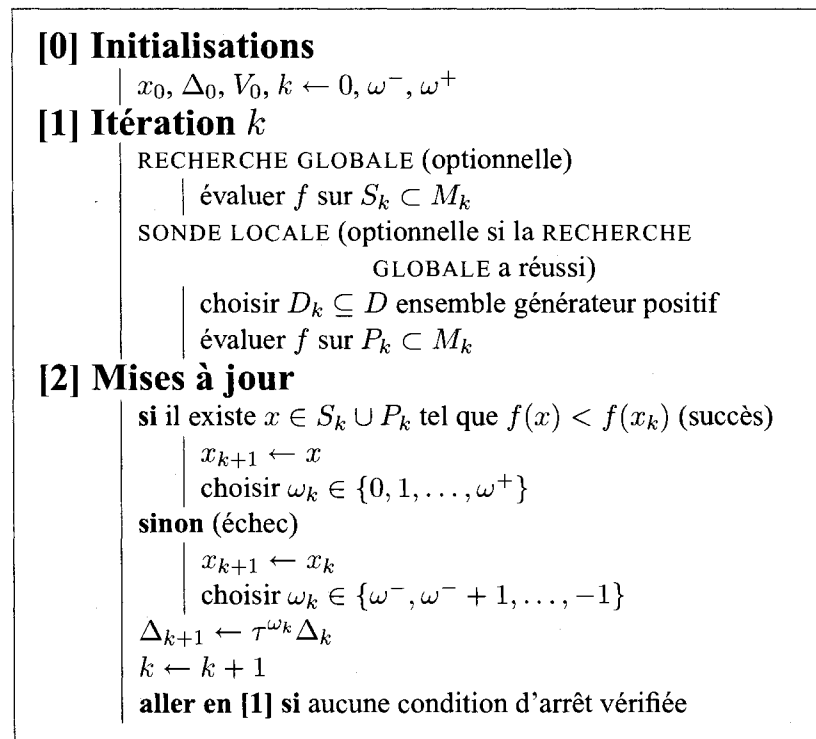 [0] Initialisations
x_0, Δ_0, V_0, k ← 0, ω^-, ω^+
[1] Itération k
RECHERCHE GLOBALE (optionnelle)
évaluer f sur S_k ⊂ M_k
SONDE LOCALE (optionnelle si la RECHERCHE
GLOBALE a réussi)
choisir D_k ⊆ D ensemble générateur positif
évaluer f sur P_k ⊂ M_k
[2] Mises à jour
si il existe x ∈ S_k ∪ P_k tel que f(x) < f(x_k) (succès)
x_{k+1} ← x
choisir ω_k ∈ {0, 1, . . . , ω^+}
sinon (échec)
x_{k+1} ← x_k
choisir ω_k ∈ {ω^-, ω^- + 1, . . . , -1}
Δ_{k+1} ← τ^{ω_k} Δ_k
k ← k + 1
aller en [1] si aucune condition d'arrêt vérifiée